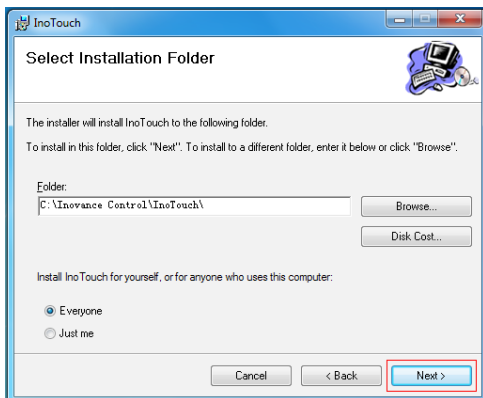 InoTouch
Select Installation Folder
The installer will install InoTouch to the following folder.
To install in this folder, click "Next". To install to a different folder, enter it below or click "Browse".
Folder:
C:\Inovance Control\InoTouch\
Browse...
Disk Cost...
Install InoTouch for yourself, or for anyone who uses this computer:
Everyone
Just me
Cancel
< Back
Next >